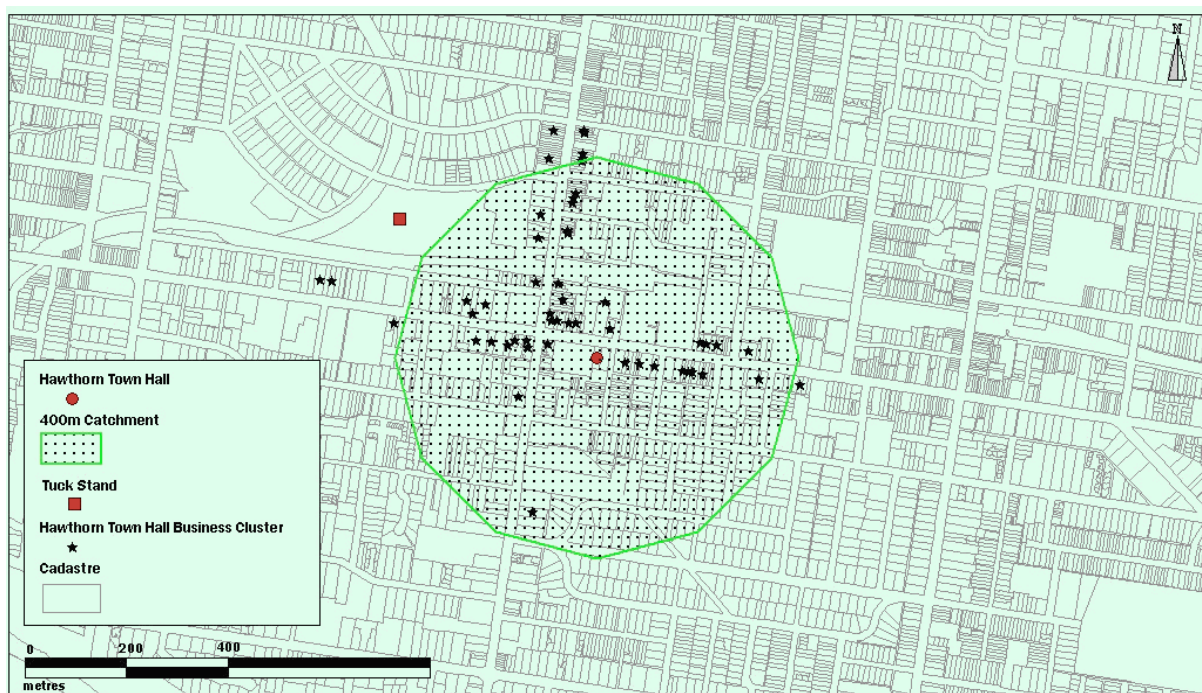 N
Hawthorn Town Hall
400m Catchment
Tuck Stand
Hawthorn Town Hall Business Cluster
Cadastre
0 200 400
metres